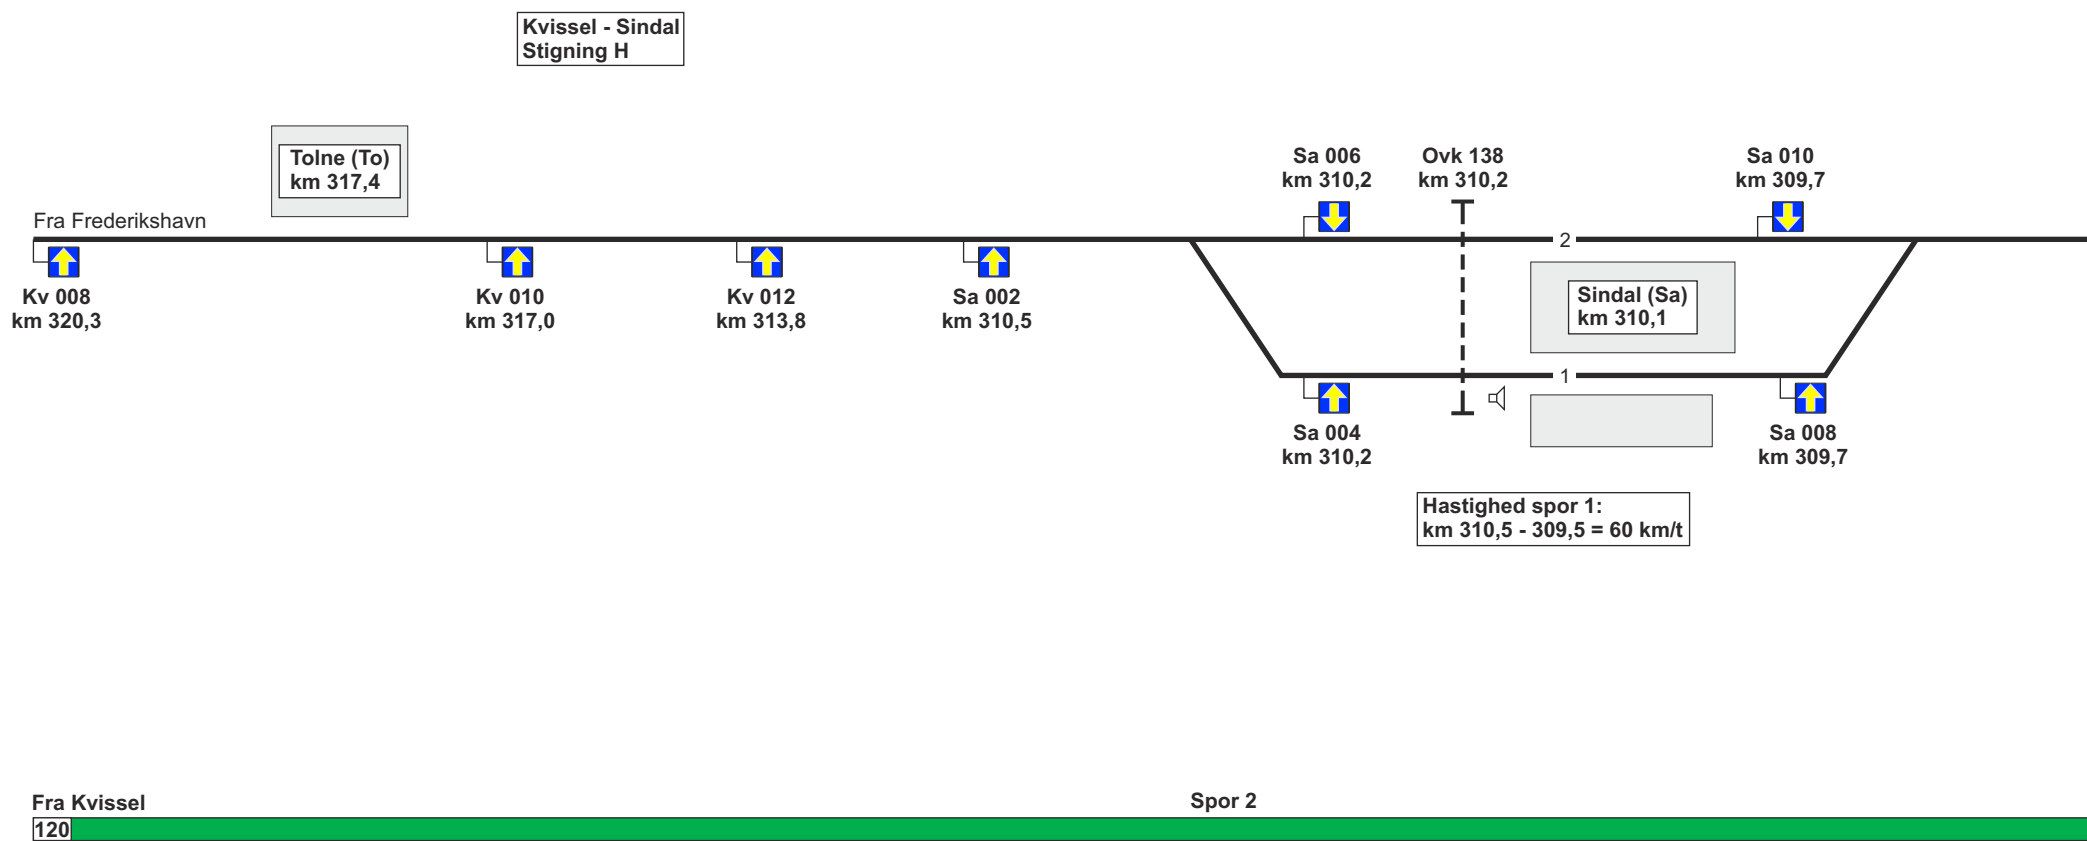 Kvissel - Sindal
Stigning H
Tolne (To)
km 317,4
Sa 006
km 310,2
Ovk 138
km 310,2
Sa 010
km 309,7
Fra Frederikshavn
2
Kv 008
km 320,3
Kv 010
km 317,0
Kv 012
km 313,8
Sa 002
km 310,5
Sindal (Sa)
km 310,1
1
Sa 004
km 310,2
Sa 008
km 309,7
Hastighed spor 1:
km 310,5 - 309,5 = 60 km/t
Fra Kvissel
Spor 2
120